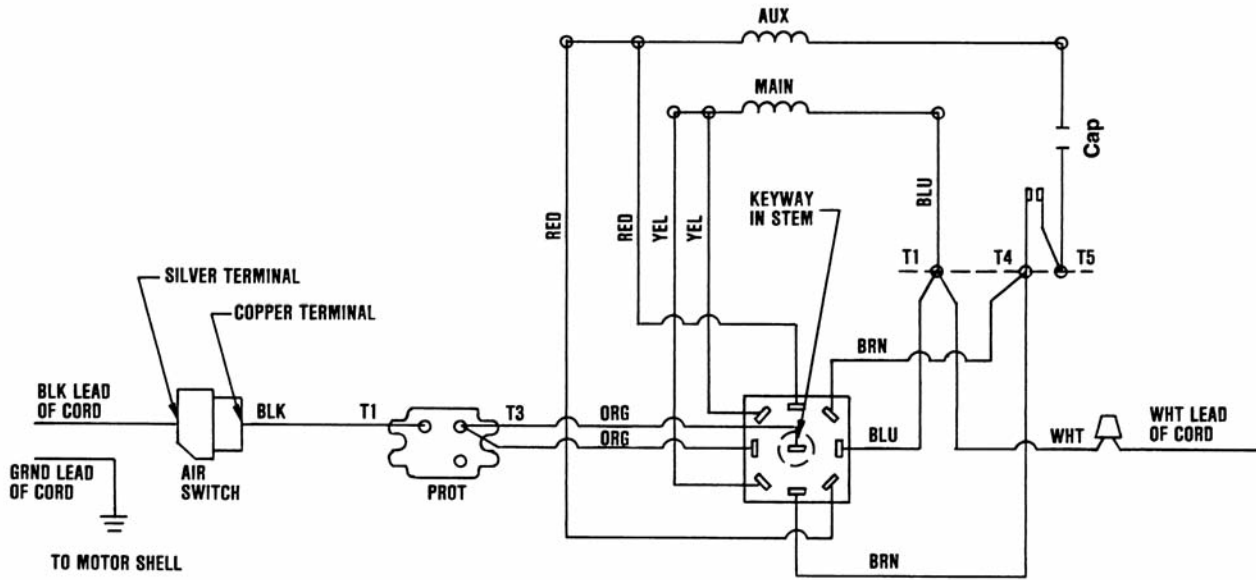 AUX
MAIN
Cap
KEYWAY
IN STEM
BLU
RED
RED
YEL
YEL
T1
T4
T5
SILVER TERMINAL
COPPER TERMINAL
BRN
BLK LEAD
OF CORD
BLK
T1
T3
ORG
ORG
BLU
WHT
WHT LEAD
OF CORD
GRND LEAD
OF CORD
AIR
SWITCH
PROT
TO MOTOR SHELL
BRN